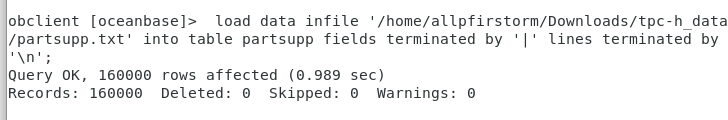 obclient [oceanbase]>  load data infile '/home/allpfirstorm/Downloads/tpc-h_data
/partsupp.txt' into table partsupp fields terminated by '|' lines terminated by
'\n';
Query OK, 160000 rows affected (0.989 sec)
Records: 160000  Deleted: 0  Skipped: 0  Warnings: 0